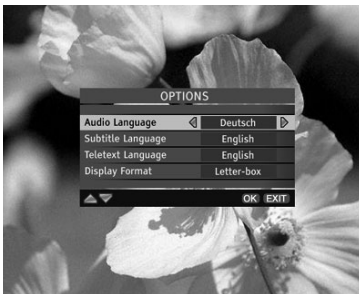 OPTIONS
Audio Language Deutsch
Subtitle Language English
Teletext Language English
Display Format Letter-box
OK EXIT